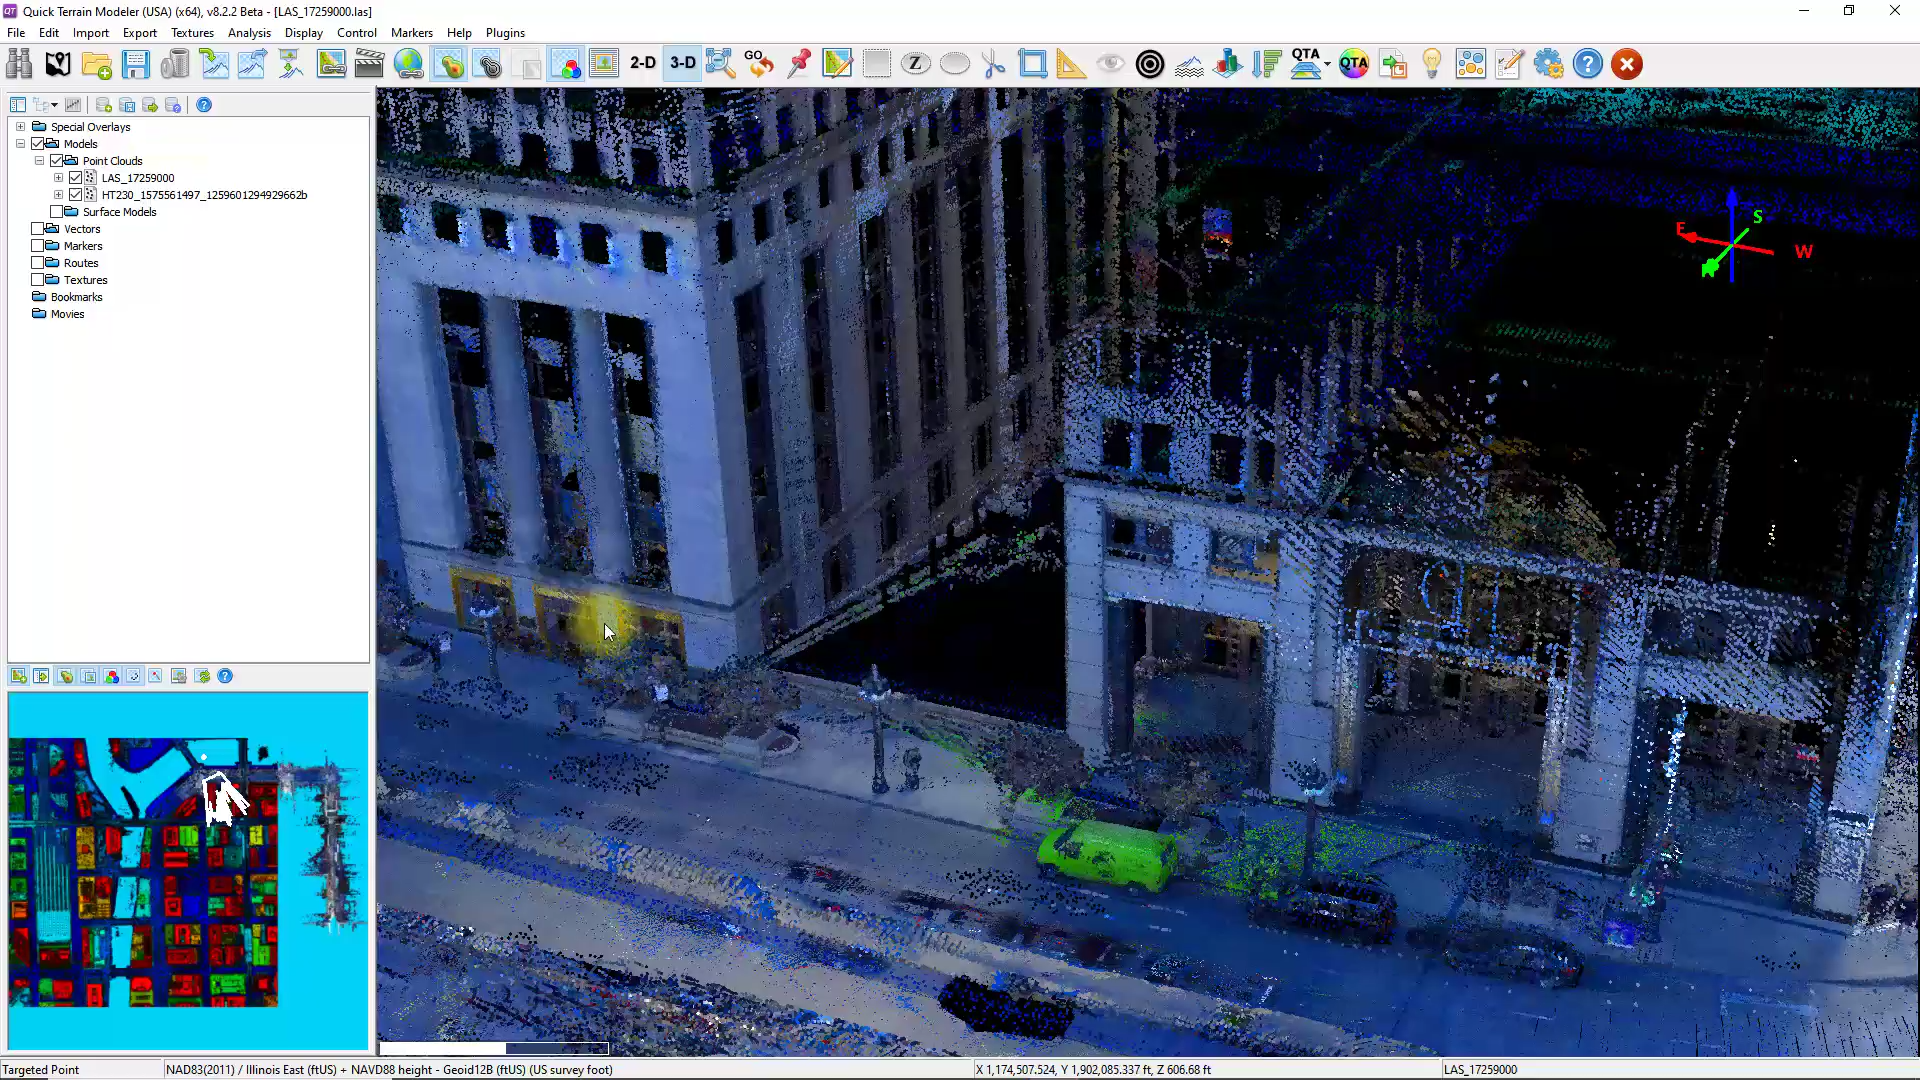 Quick Terrain Modeler (USA) (x64), v8.2.2 Beta - [LAS_17259000.las]
File Edit Import Export Textures Analysis Display Control Markers Help Plugins
2-D 3-D GO Z QTA QTA
Special Overlays
Models
Point Clouds
LAS_17259000
HT230_1575561497_1259601294929662b
Surface Models
Vectors
Markers
Routes
Textures
Bookmarks
Movies
S
E
W
Targeted Point NAD83(2011) / Illinois East (ftUS) + NAVD88 height - Geoid12B (ftUS) (US survey foot) X 1,174,507.524, Y 1,902,085.337 ft, Z 606.68 ft LAS_17259000